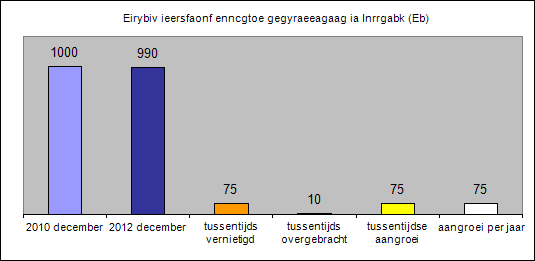 Eirybiv ieersfaonf enncgtoe gegyraeeagaag ia Inrrgabk (Eb)
1000
990
75
10
75
75
2010 december
2012 december
tussentijds
vernietigd
tussentijds
overgebracht
tussentijdse
aangroei
aangroei per jaar